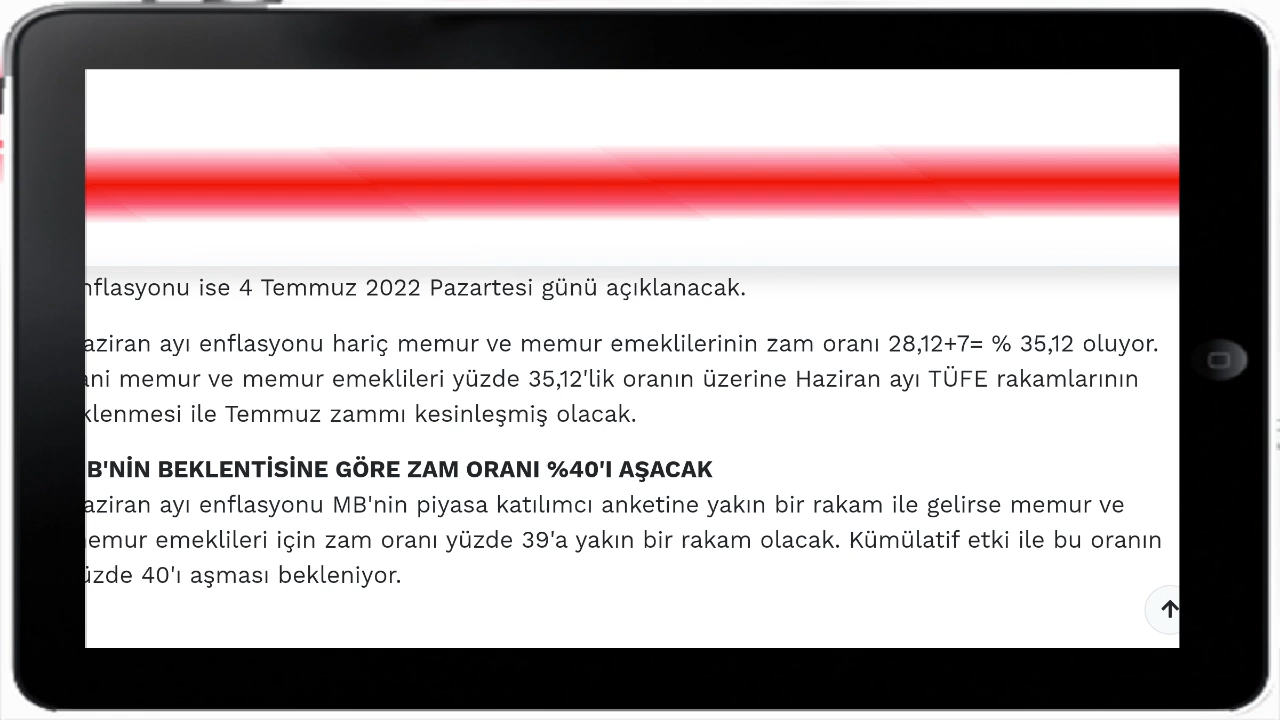 nflasyonu ise 4 Temmuz 2022 Pazartesi günü açıklanacak.
aziran ayı enflasyonu hariç memur ve memur emeklilerinin zam oranı 28,12+7= % 35,12 oluyor.
ani memur ve memur emeklileri yüzde 35,12'lik oranın üzerine Haziran ayı TÜFE rakamlarının
klenmesi ile Temmuz zammı kesinleşmiş olacak.
B'NİN BEKLENTİSİNE GÖRE ZAM ORANI %40'I AŞACAK
aziran ayı enflasyonu MB'nin piyasa katılımcı anketine yakın bir rakam ile gelirse memur ve
emur emeklileri için zam oranı yüzde 39'a yakın bir rakam olacak. Kümülatif etki ile bu oranın
üzde 40'ı aşması bekleniyor.